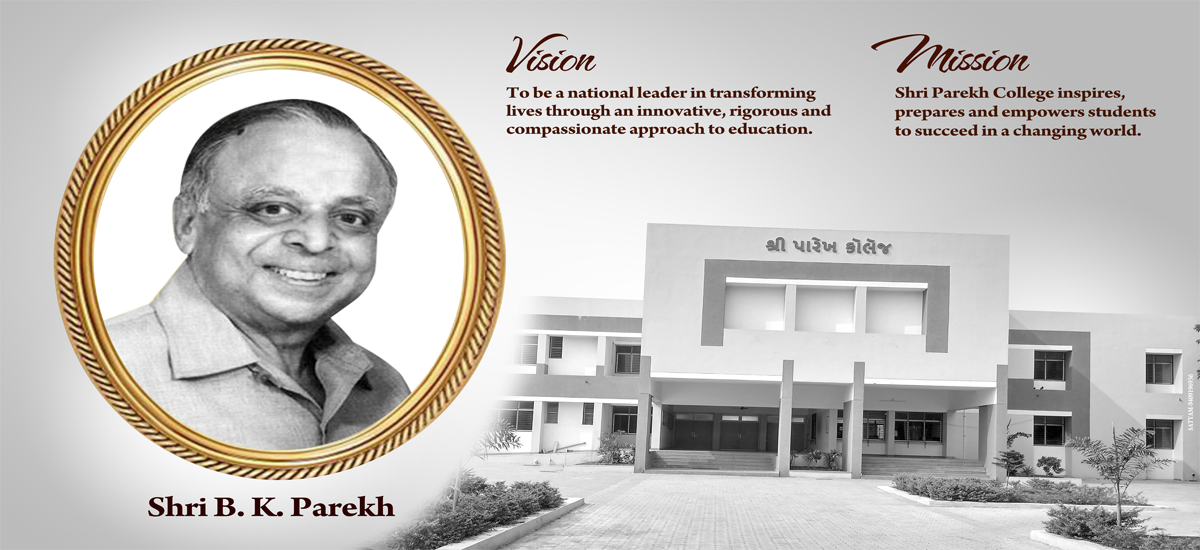 Vision
To be a national leader in transforming
lives through an innovative, rigorous and
compassionate approach to education.
Mission
Shri Parekh College inspires,
prepares and empowers students
to succeed in a changing world.
શ્રી પારેખ કૉલેજ
Shri B. K. Parekh